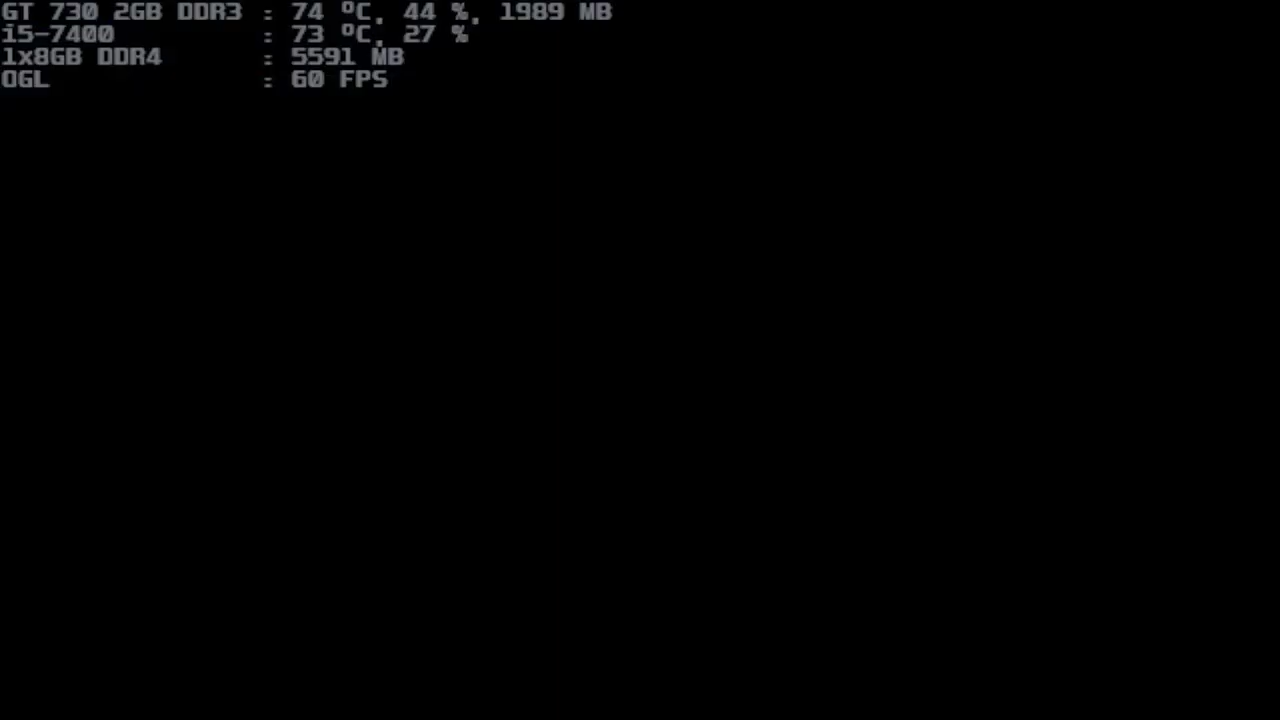 GT 730 2GB DDR3 : 74 ºC, 44 %, 1989 MB
i5-7400 : 73 ºC, 27 %
1x8GB DDR4 : 5591 MB
OGL : 60 FPS